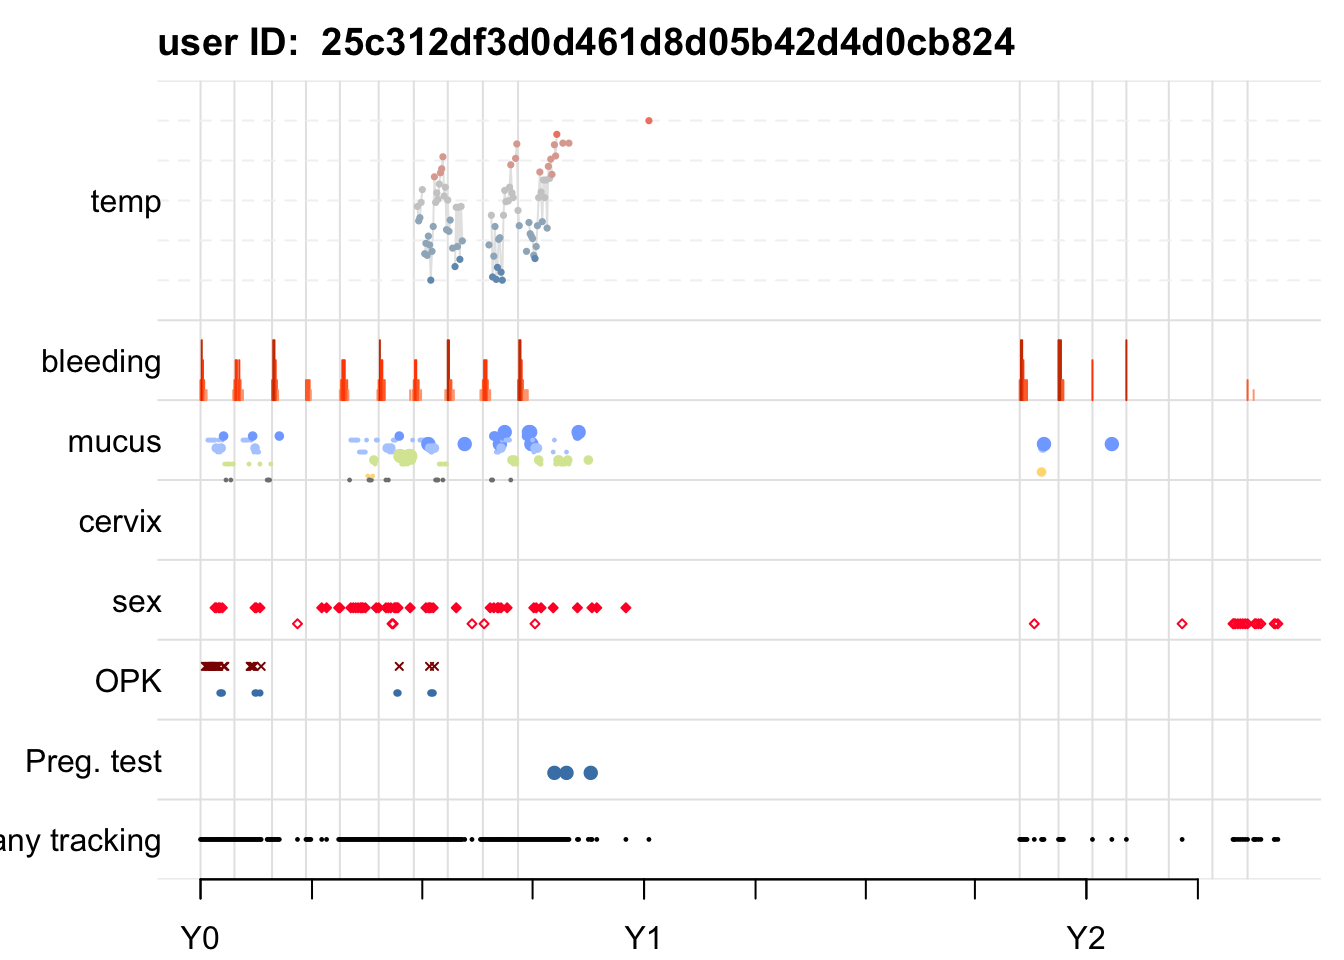 user ID:  25c312df3d0d461d8d05b42d4d0cb824
temp
bleeding
mucus
cervix
sex
OPK
Preg. test
any tracking
Y0 Y1 Y2